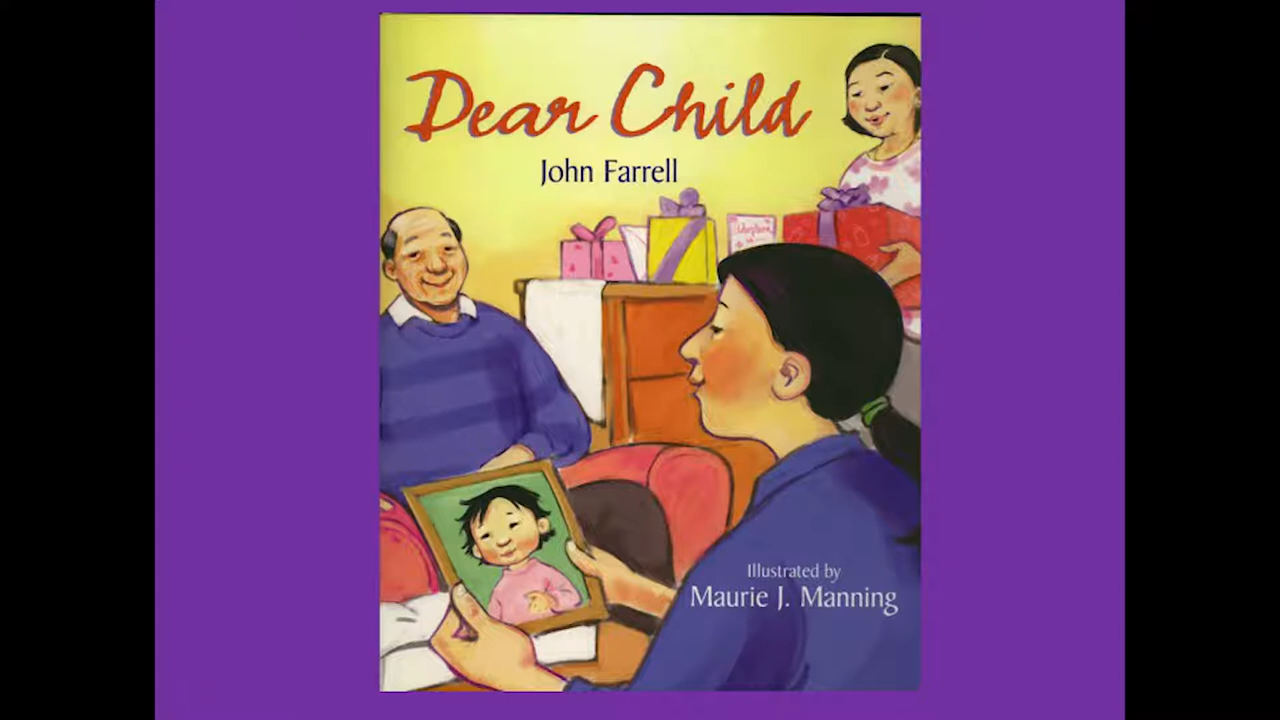 Dear Child
John Farrell
Illustrated by
Maurie J. Manning